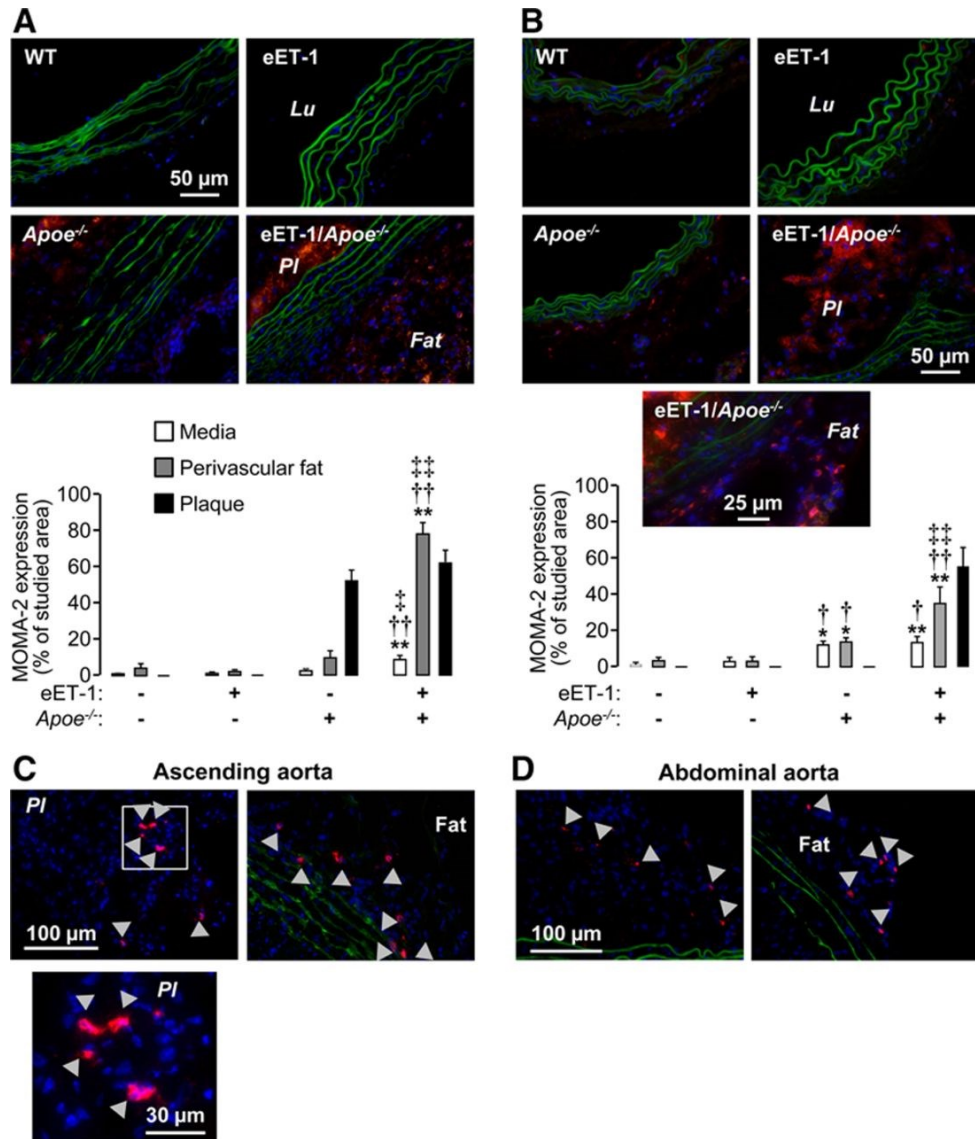 A
WT
eET-1
Lu
50 µm
Apoe-/-
eET-1/Apoe-/-
Pl
Fat
Media
Perivascular fat
Plaque
MOMA-2 expression
(% of studied area)
100
80
60
40
20
0
‡
††
**
‡‡
††
**
eET-1: - + - +
Apoe-/-: - - + +
B
WT
eET-1
Lu
Apoe-/-
eET-1/Apoe-/-
Pl
50 µm
eET-1/Apoe-/-
Fat
25 µm
MOMA-2 expression
(% of studied area)
100
80
60
40
20
0
†
*
†
*
†
**
‡‡
††
**
eET-1: - + - +
Apoe-/-: - - + +
C
Ascending aorta
Pl
100 µm
Fat
Pl
30 µm
D
Abdominal aorta
100 µm
Fat